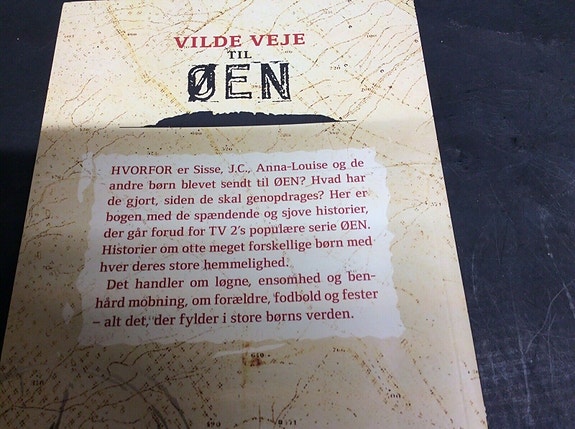 VILDE VEJE
TIL
ØEN
HVORFOR er Sisse, J.C., Anna-Louise og de
andre børn blevet sendt til ØEN? Hvad har
de gjort, siden de skal genopdrages? Her er
bogen med de spændende og sjove historier,
der går forud for TV 2's populære serie ØEN.
Historier om otte meget forskellige børn med
hver deres store hemmelighed.
Det handler om løgne, ensomhed og ben-
hård mobning, om forældre, fodbold og fester
– alt det, der fylder i store børns verden.
610